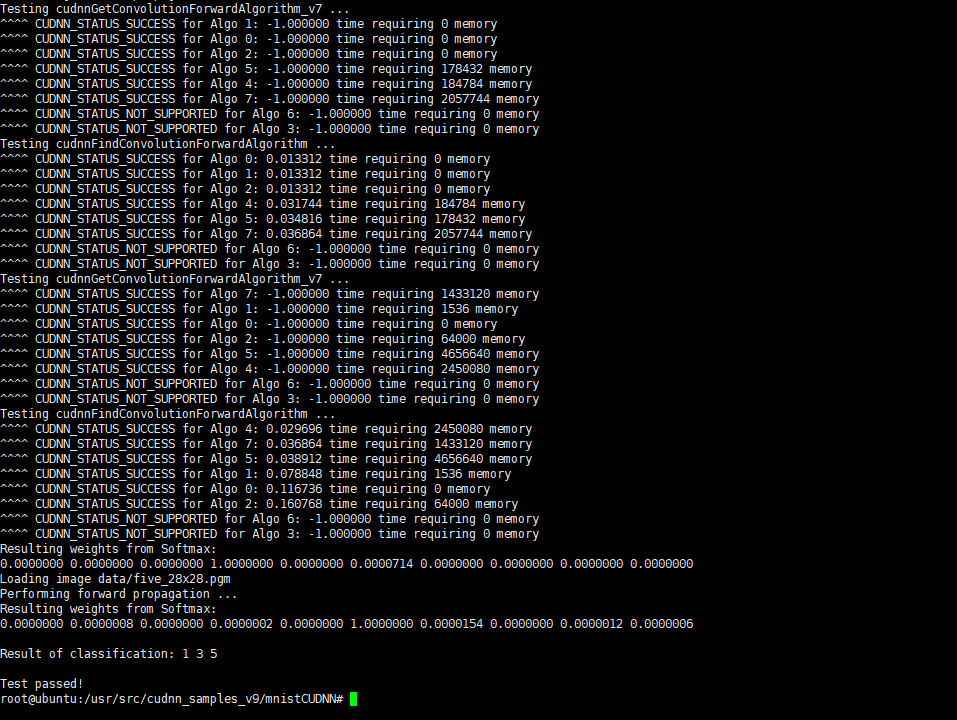 Testing cudnnGetConvolutionForwardAlgorithm_v7 ...
^^^^ CUDNN_STATUS_SUCCESS for Algo 1: -1.000000 time requiring 0 memory
^^^^ CUDNN_STATUS_SUCCESS for Algo 0: -1.000000 time requiring 0 memory
^^^^ CUDNN_STATUS_SUCCESS for Algo 2: -1.000000 time requiring 0 memory
^^^^ CUDNN_STATUS_SUCCESS for Algo 5: -1.000000 time requiring 178432 memory
^^^^ CUDNN_STATUS_SUCCESS for Algo 4: -1.000000 time requiring 184784 memory
^^^^ CUDNN_STATUS_SUCCESS for Algo 7: -1.000000 time requiring 2057744 memory
^^^^ CUDNN_STATUS_NOT_SUPPORTED for Algo 6: -1.000000 time requiring 0 memory
^^^^ CUDNN_STATUS_NOT_SUPPORTED for Algo 3: -1.000000 time requiring 0 memory
Testing cudnnFindConvolutionForwardAlgorithm ...
^^^^ CUDNN_STATUS_SUCCESS for Algo 0: 0.013312 time requiring 0 memory
^^^^ CUDNN_STATUS_SUCCESS for Algo 1: 0.013312 time requiring 0 memory
^^^^ CUDNN_STATUS_SUCCESS for Algo 2: 0.013312 time requiring 0 memory
^^^^ CUDNN_STATUS_SUCCESS for Algo 4: 0.031744 time requiring 184784 memory
^^^^ CUDNN_STATUS_SUCCESS for Algo 5: 0.034816 time requiring 178432 memory
^^^^ CUDNN_STATUS_SUCCESS for Algo 7: 0.036864 time requiring 2057744 memory
^^^^ CUDNN_STATUS_NOT_SUPPORTED for Algo 6: -1.000000 time requiring 0 memory
^^^^ CUDNN_STATUS_NOT_SUPPORTED for Algo 3: -1.000000 time requiring 0 memory
Testing cudnnGetConvolutionForwardAlgorithm_v7 ...
^^^^ CUDNN_STATUS_SUCCESS for Algo 7: -1.000000 time requiring 1433120 memory
^^^^ CUDNN_STATUS_SUCCESS for Algo 1: -1.000000 time requiring 1536 memory
^^^^ CUDNN_STATUS_SUCCESS for Algo 0: -1.000000 time requiring 0 memory
^^^^ CUDNN_STATUS_SUCCESS for Algo 2: -1.000000 time requiring 64000 memory
^^^^ CUDNN_STATUS_SUCCESS for Algo 5: -1.000000 time requiring 4656640 memory
^^^^ CUDNN_STATUS_SUCCESS for Algo 4: -1.000000 time requiring 2450080 memory
^^^^ CUDNN_STATUS_NOT_SUPPORTED for Algo 6: -1.000000 time requiring 0 memory
^^^^ CUDNN_STATUS_NOT_SUPPORTED for Algo 3: -1.000000 time requiring 0 memory
Testing cudnnFindConvolutionForwardAlgorithm ...
^^^^ CUDNN_STATUS_SUCCESS for Algo 4: 0.029696 time requiring 2450080 memory
^^^^ CUDNN_STATUS_SUCCESS for Algo 7: 0.036864 time requiring 1433120 memory
^^^^ CUDNN_STATUS_SUCCESS for Algo 5: 0.038912 time requiring 4656640 memory
^^^^ CUDNN_STATUS_SUCCESS for Algo 1: 0.078848 time requiring 1536 memory
^^^^ CUDNN_STATUS_SUCCESS for Algo 0: 0.116736 time requiring 0 memory
^^^^ CUDNN_STATUS_SUCCESS for Algo 2: 0.160768 time requiring 64000 memory
^^^^ CUDNN_STATUS_NOT_SUPPORTED for Algo 6: -1.000000 time requiring 0 memory
^^^^ CUDNN_STATUS_NOT_SUPPORTED for Algo 3: -1.000000 time requiring 0 memory
Resulting weights from Softmax:
0.0000000 0.0000000 0.0000000 1.0000000 0.0000000 0.0000714 0.0000000 0.0000000 0.0000000 0.0000000
Loading image data/five_28x28.pgm
Performing forward propagation ...
Resulting weights from Softmax:
0.0000000 0.0000008 0.0000000 0.0000002 0.0000000 1.0000000 0.0000154 0.0000000 0.0000012 0.0000006
Result of classification: 1 3 5
Test passed!
root@ubuntu:/usr/src/cudnn_samples_v9/mnistCUDNN#